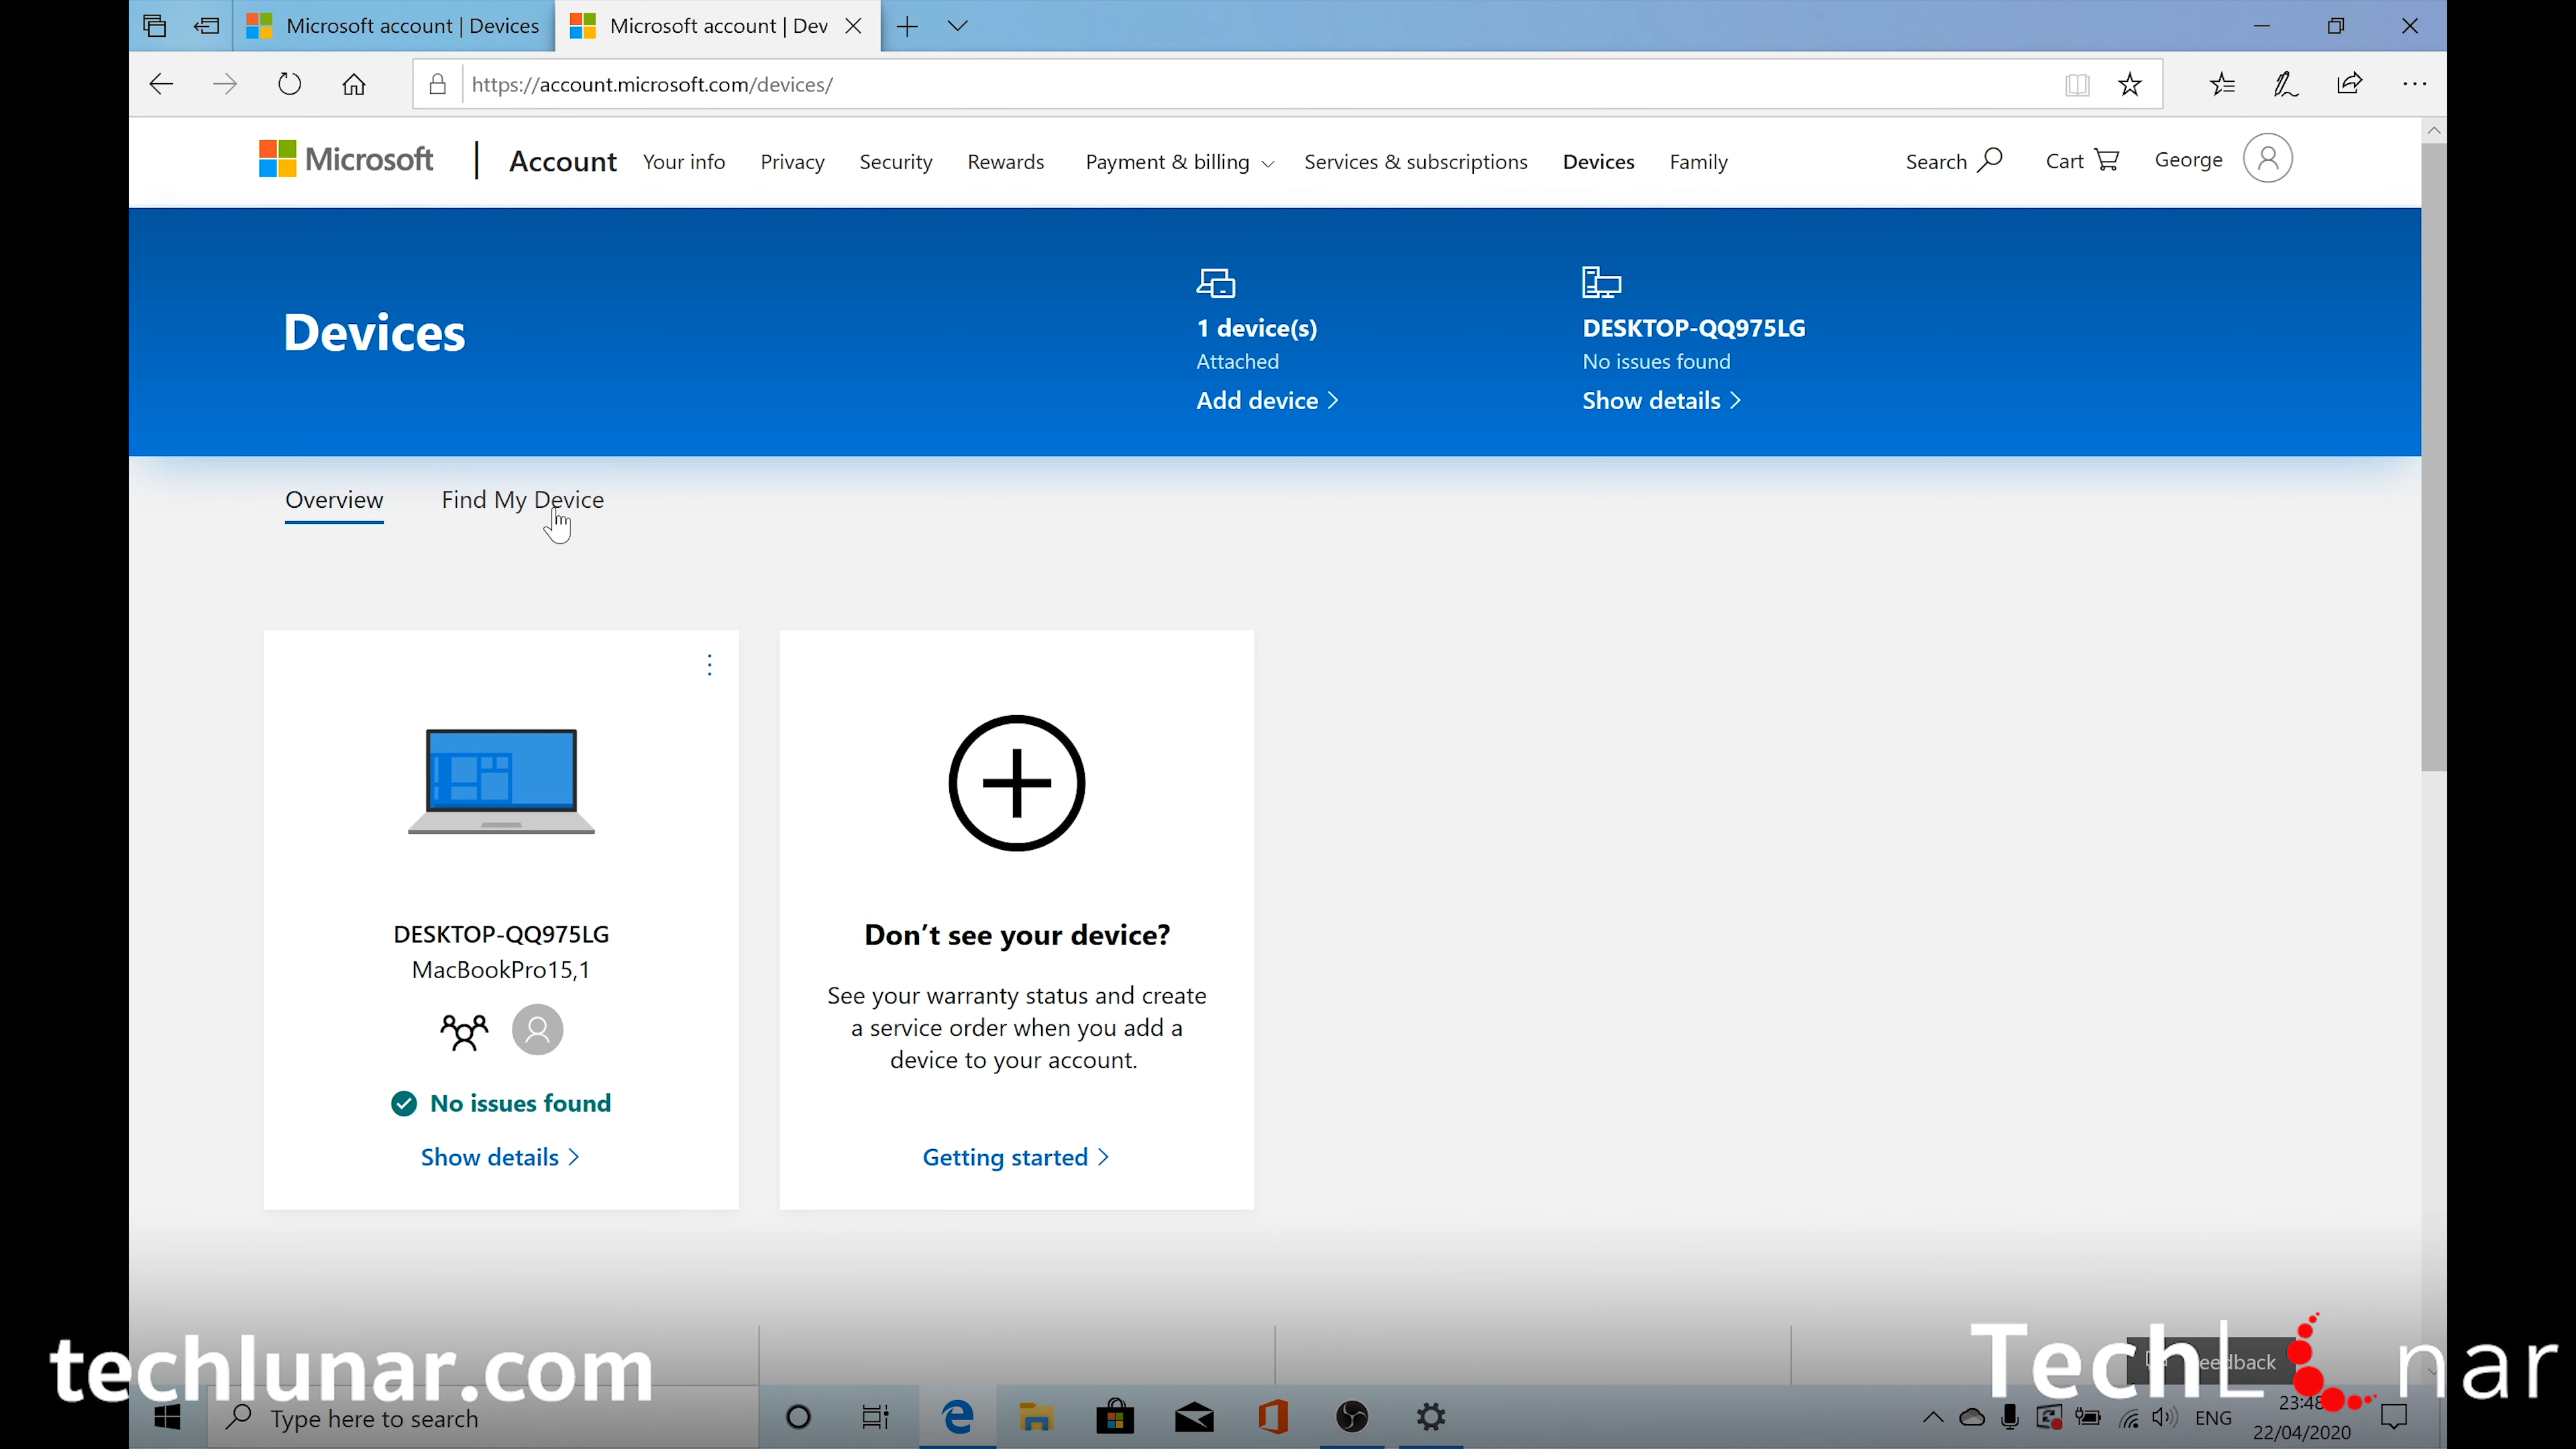 Microsoft account | Devices
Microsoft account | Dev
https://account.microsoft.com/devices/
Microsoft | Account Your info Privacy Security Rewards Payment & billing Services & subscriptions Devices Family Search Cart George
Devices
1 device(s)
Attached
Add device
DESKTOP-QQ975LG
No issues found
Show details
Overview Find My Device
DESKTOP-QQ975LG
MacBookPro15,1
No issues found
Show details
Don't see your device?
See your warranty status and create
a service order when you add a
device to your account.
Getting started
techlunar.com
TechLunar
Type here to search
ENG
22/04/2020